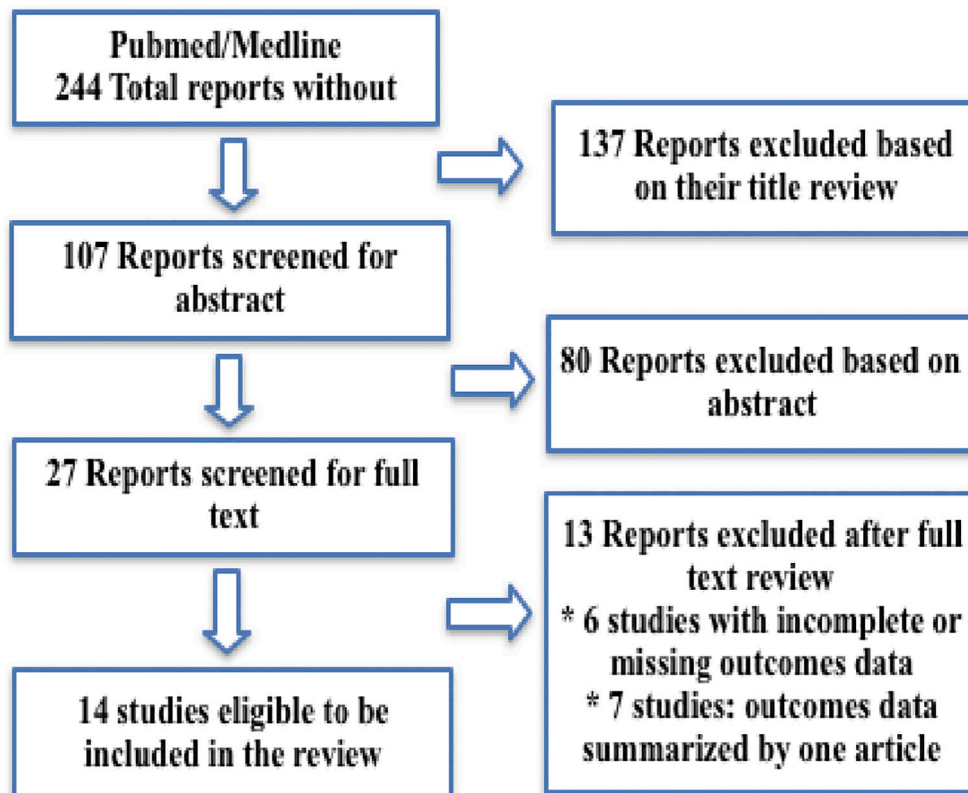 Pubmed/Medline
244 Total reports without
137 Reports excluded based
on their title review
107 Reports screened for
abstract
80 Reports excluded based on
abstract
27 Reports screened for full
text
13 Reports excluded after full
text review
* 6 studies with incomplete or
missing outcomes data
* 7 studies: outcomes data
summarized by one article
14 studies eligible to be
included in the review